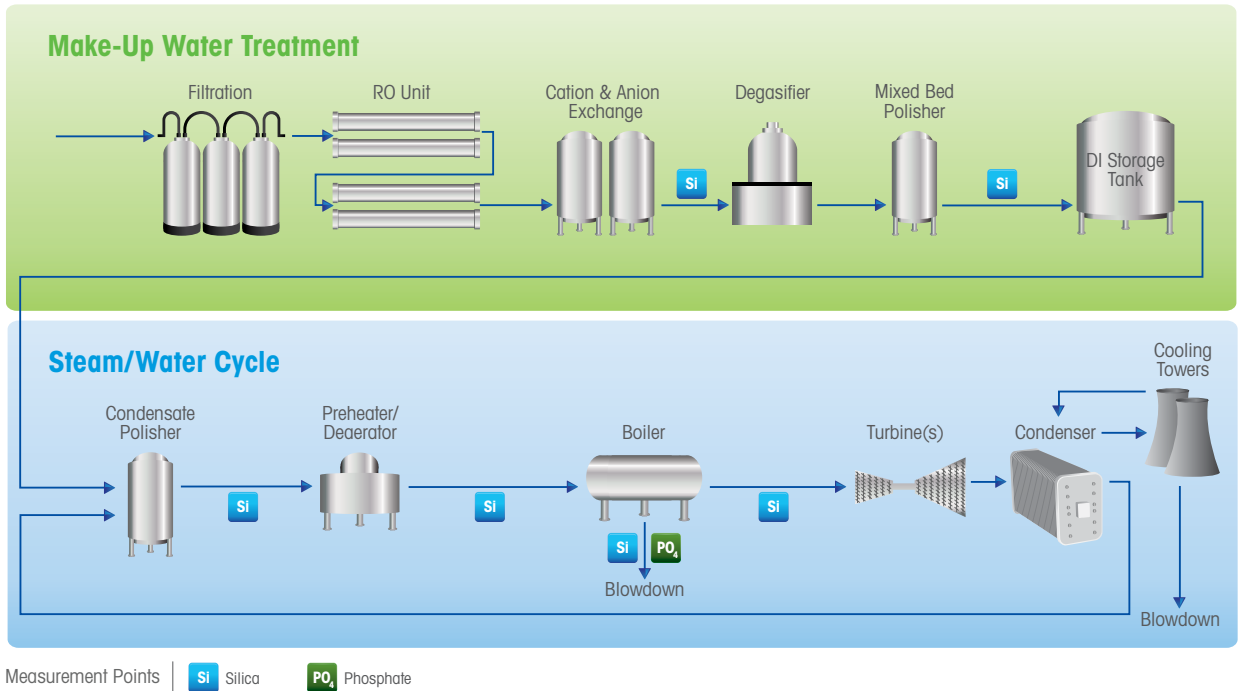 Make-Up Water Treatment
Filtration
RO Unit
Cation & Anion
Exchange
Degasifier
Mixed Bed
Polisher
Si
Si
DI Storage
Tank
Steam/Water Cycle
Cooling
Towers
Condensate
Polisher
Preheater/
Deaerator
Boiler
Turbine(s)
Condenser
Si
Si
Si
Si
PO4
Blowdown
Blowdown
Measurement Points
Si Silica
PO4 Phosphate